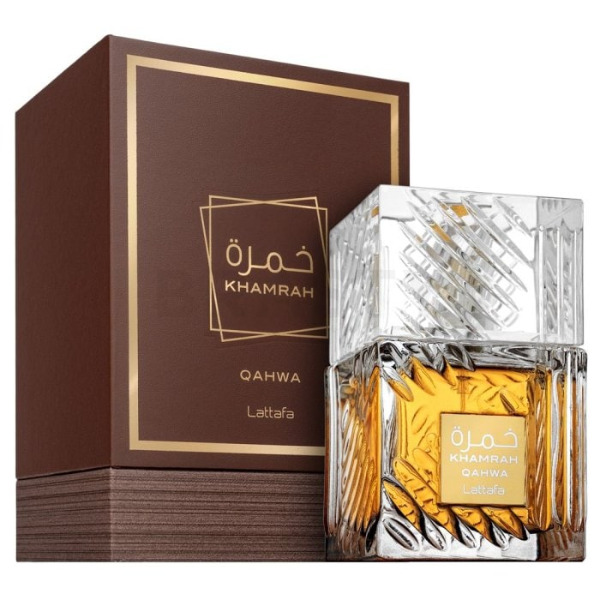 خمرة
KHAMRAH
QAHWA
Lattafa
خمرة
KHAMRAH
QAHWA
Lattafa